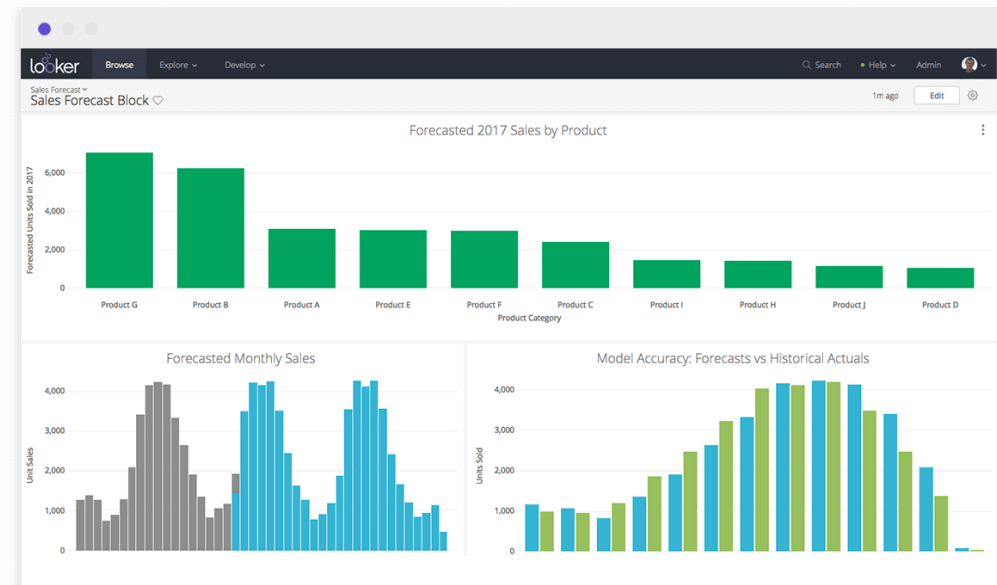 looker Browse Explore Develop Search Help Admin
Sales Forecast
Sales Forecast Block 1m ago Edit
Forecasted 2017 Sales by Product
Forecasted Units Sold in 2017
6,000
4,000
2,000
0
Product G Product B Product A Product E Product F Product C Product I Product H Product J Product D
Product Category
Forecasted Monthly Sales
Unit Sales
4,000
3,000
2,000
1,000
0
Model Accuracy: Forecasts vs Historical Actuals
Units Sold
4,000
3,000
2,000
1,000
0